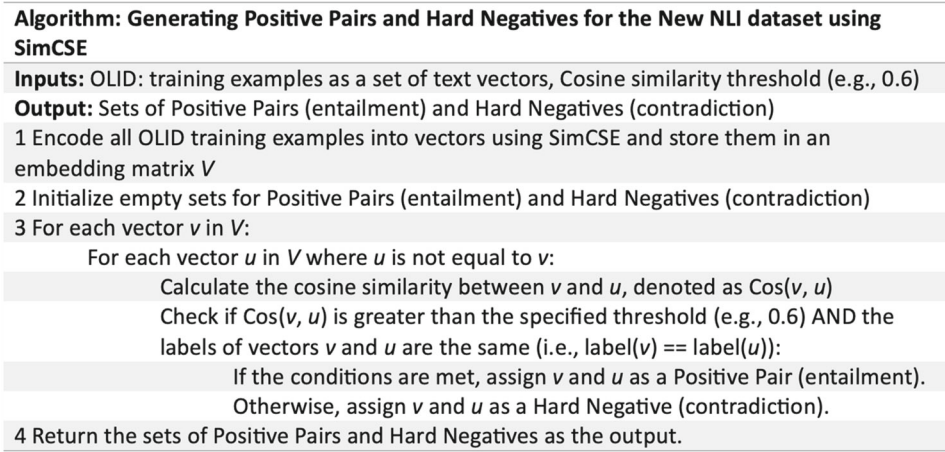 Algorithm: Generating Positive Pairs and Hard Negatives for the New NLI dataset using
SimCSE
Inputs: OLID: training examples as a set of text vectors, Cosine similarity threshold (e.g., 0.6)
Output: Sets of Positive Pairs (entailment) and Hard Negatives (contradiction)
1 Encode all OLID training examples into vectors using SimCSE and store them in an
embedding matrix V
2 Initialize empty sets for Positive Pairs (entailment) and Hard Negatives (contradiction)
3 For each vector v in V:
For each vector u in V where u is not equal to v:
Calculate the cosine similarity between v and u, denoted as Cos(v, u)
Check if Cos(v, u) is greater than the specified threshold (e.g., 0.6) AND the
labels of vectors v and u are the same (i.e., label(v) == label(u)):
If the conditions are met, assign v and u as a Positive Pair (entailment).
Otherwise, assign v and u as a Hard Negative (contradiction).
4 Return the sets of Positive Pairs and Hard Negatives as the output.